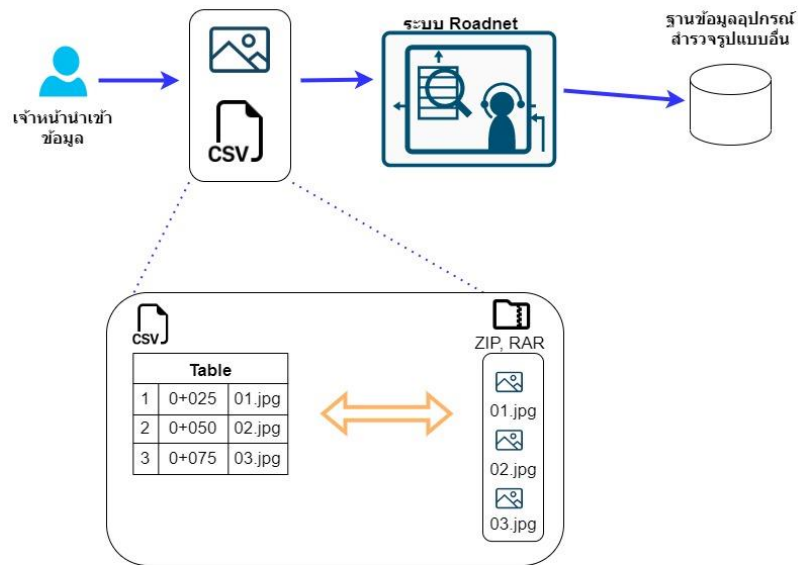 ระบบ Roadnet
ฐานข้อมูลอุปกรณ์
สำรวจรูปแบบอื่น
เจ้าหน้านำเข้า
ข้อมูล
CSV
CSV
ZIP, RAR
Table
1 0+025 01.jpg
2 0+050 02.jpg
3 0+075 03.jpg
01.jpg
02.jpg
03.jpg